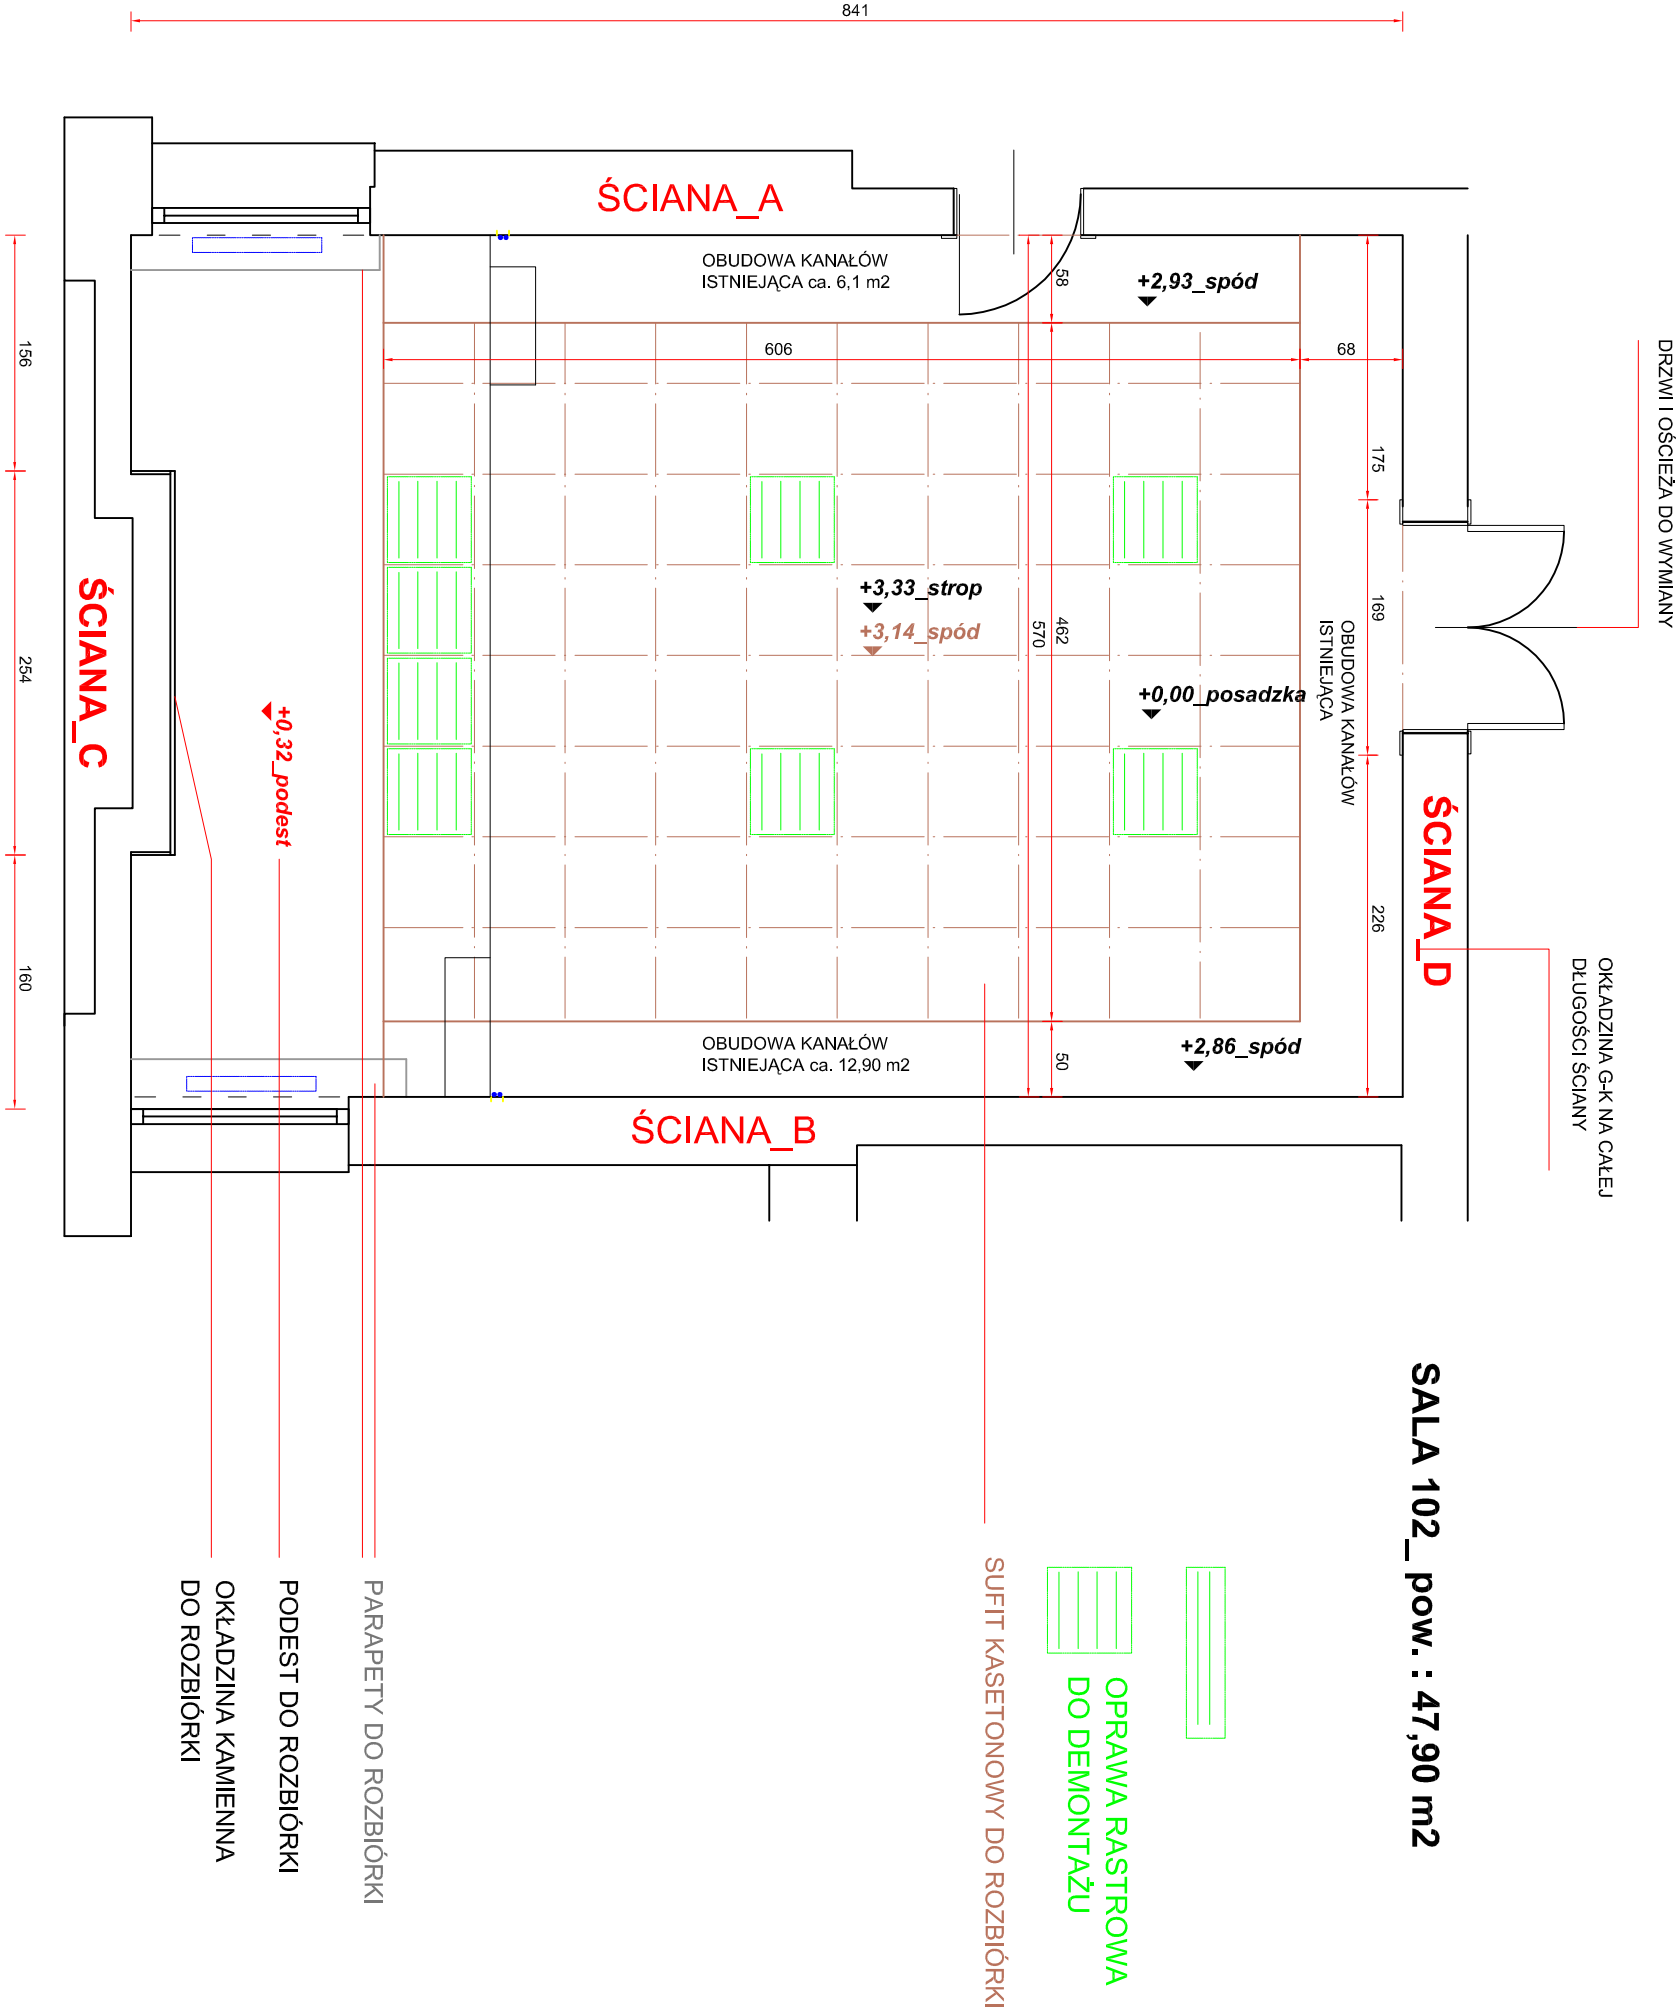 841
ŚCIANA_A
OBUDOWA KANAŁÓW
ISTNIEJĄCA ca. 6,1 m2
58
+2,93_spód
606
68
156
254
160
175
169
226
DRZWI I OŚCIEŻA DO WYMIANY
+3,33_strop
+3,14_spód
462
570
+0,00_posadzka
OBUDOWA KANAŁÓW
ISTNIEJĄCA
ŚCIANA_C
+0,32_podest
ŚCIANA_D
OKŁADZINA G-K NA CAŁEJ
DŁUGOŚCI ŚCIANY
OBUDOWA KANAŁÓW
ISTNIEJĄCA ca. 12,90 m2
50
+2,86_spód
ŚCIANA_B
SALA 102_ pow. : 47,90 m2
OPRAWA RASTROWA
DO DEMONTAŻU
SUFIT KASETONOWY DO ROZBIÓRKI
PARAPETY DO ROZBIÓRKI
PODEST DO ROZBIÓRKI
OKŁADZINA KAMIENNA
DO ROZBIÓRKI